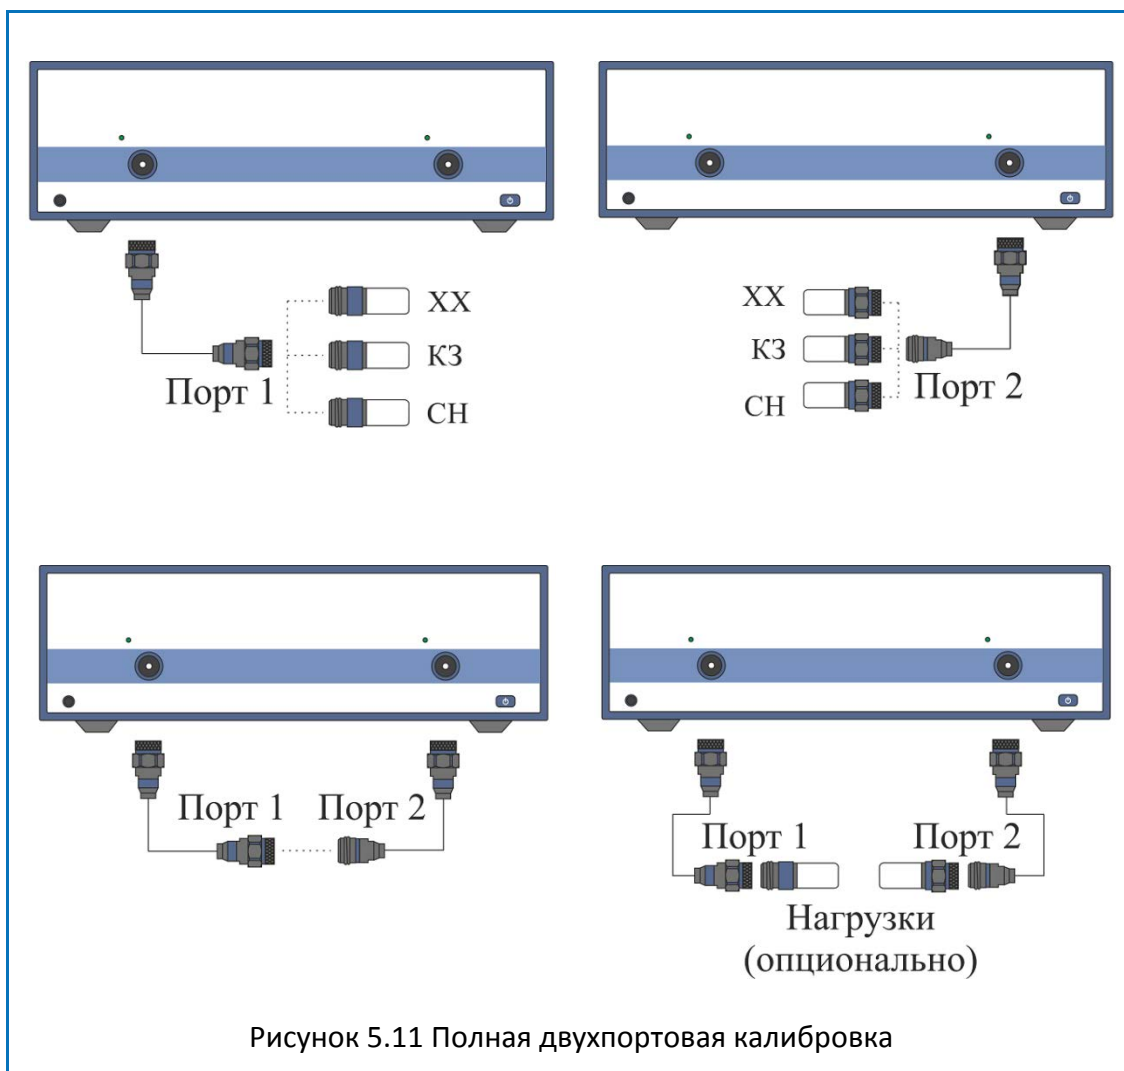 ХХ
КЗ
СН
Порт 1
ХХ
КЗ
СН
Порт 2
Порт 1 Порт 2
Порт 1 Порт 2
Нагрузки
(опционально)
Рисунок 5.11 Полная двухпортовая калибровка